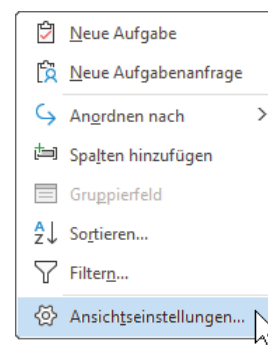 Neue Aufgabe
Neue Aufgabenanfrage
Anordnen nach
Spalten hinzufügen
Gruppierfeld
Sortieren...
Filtern...
Ansichtseinstellungen...